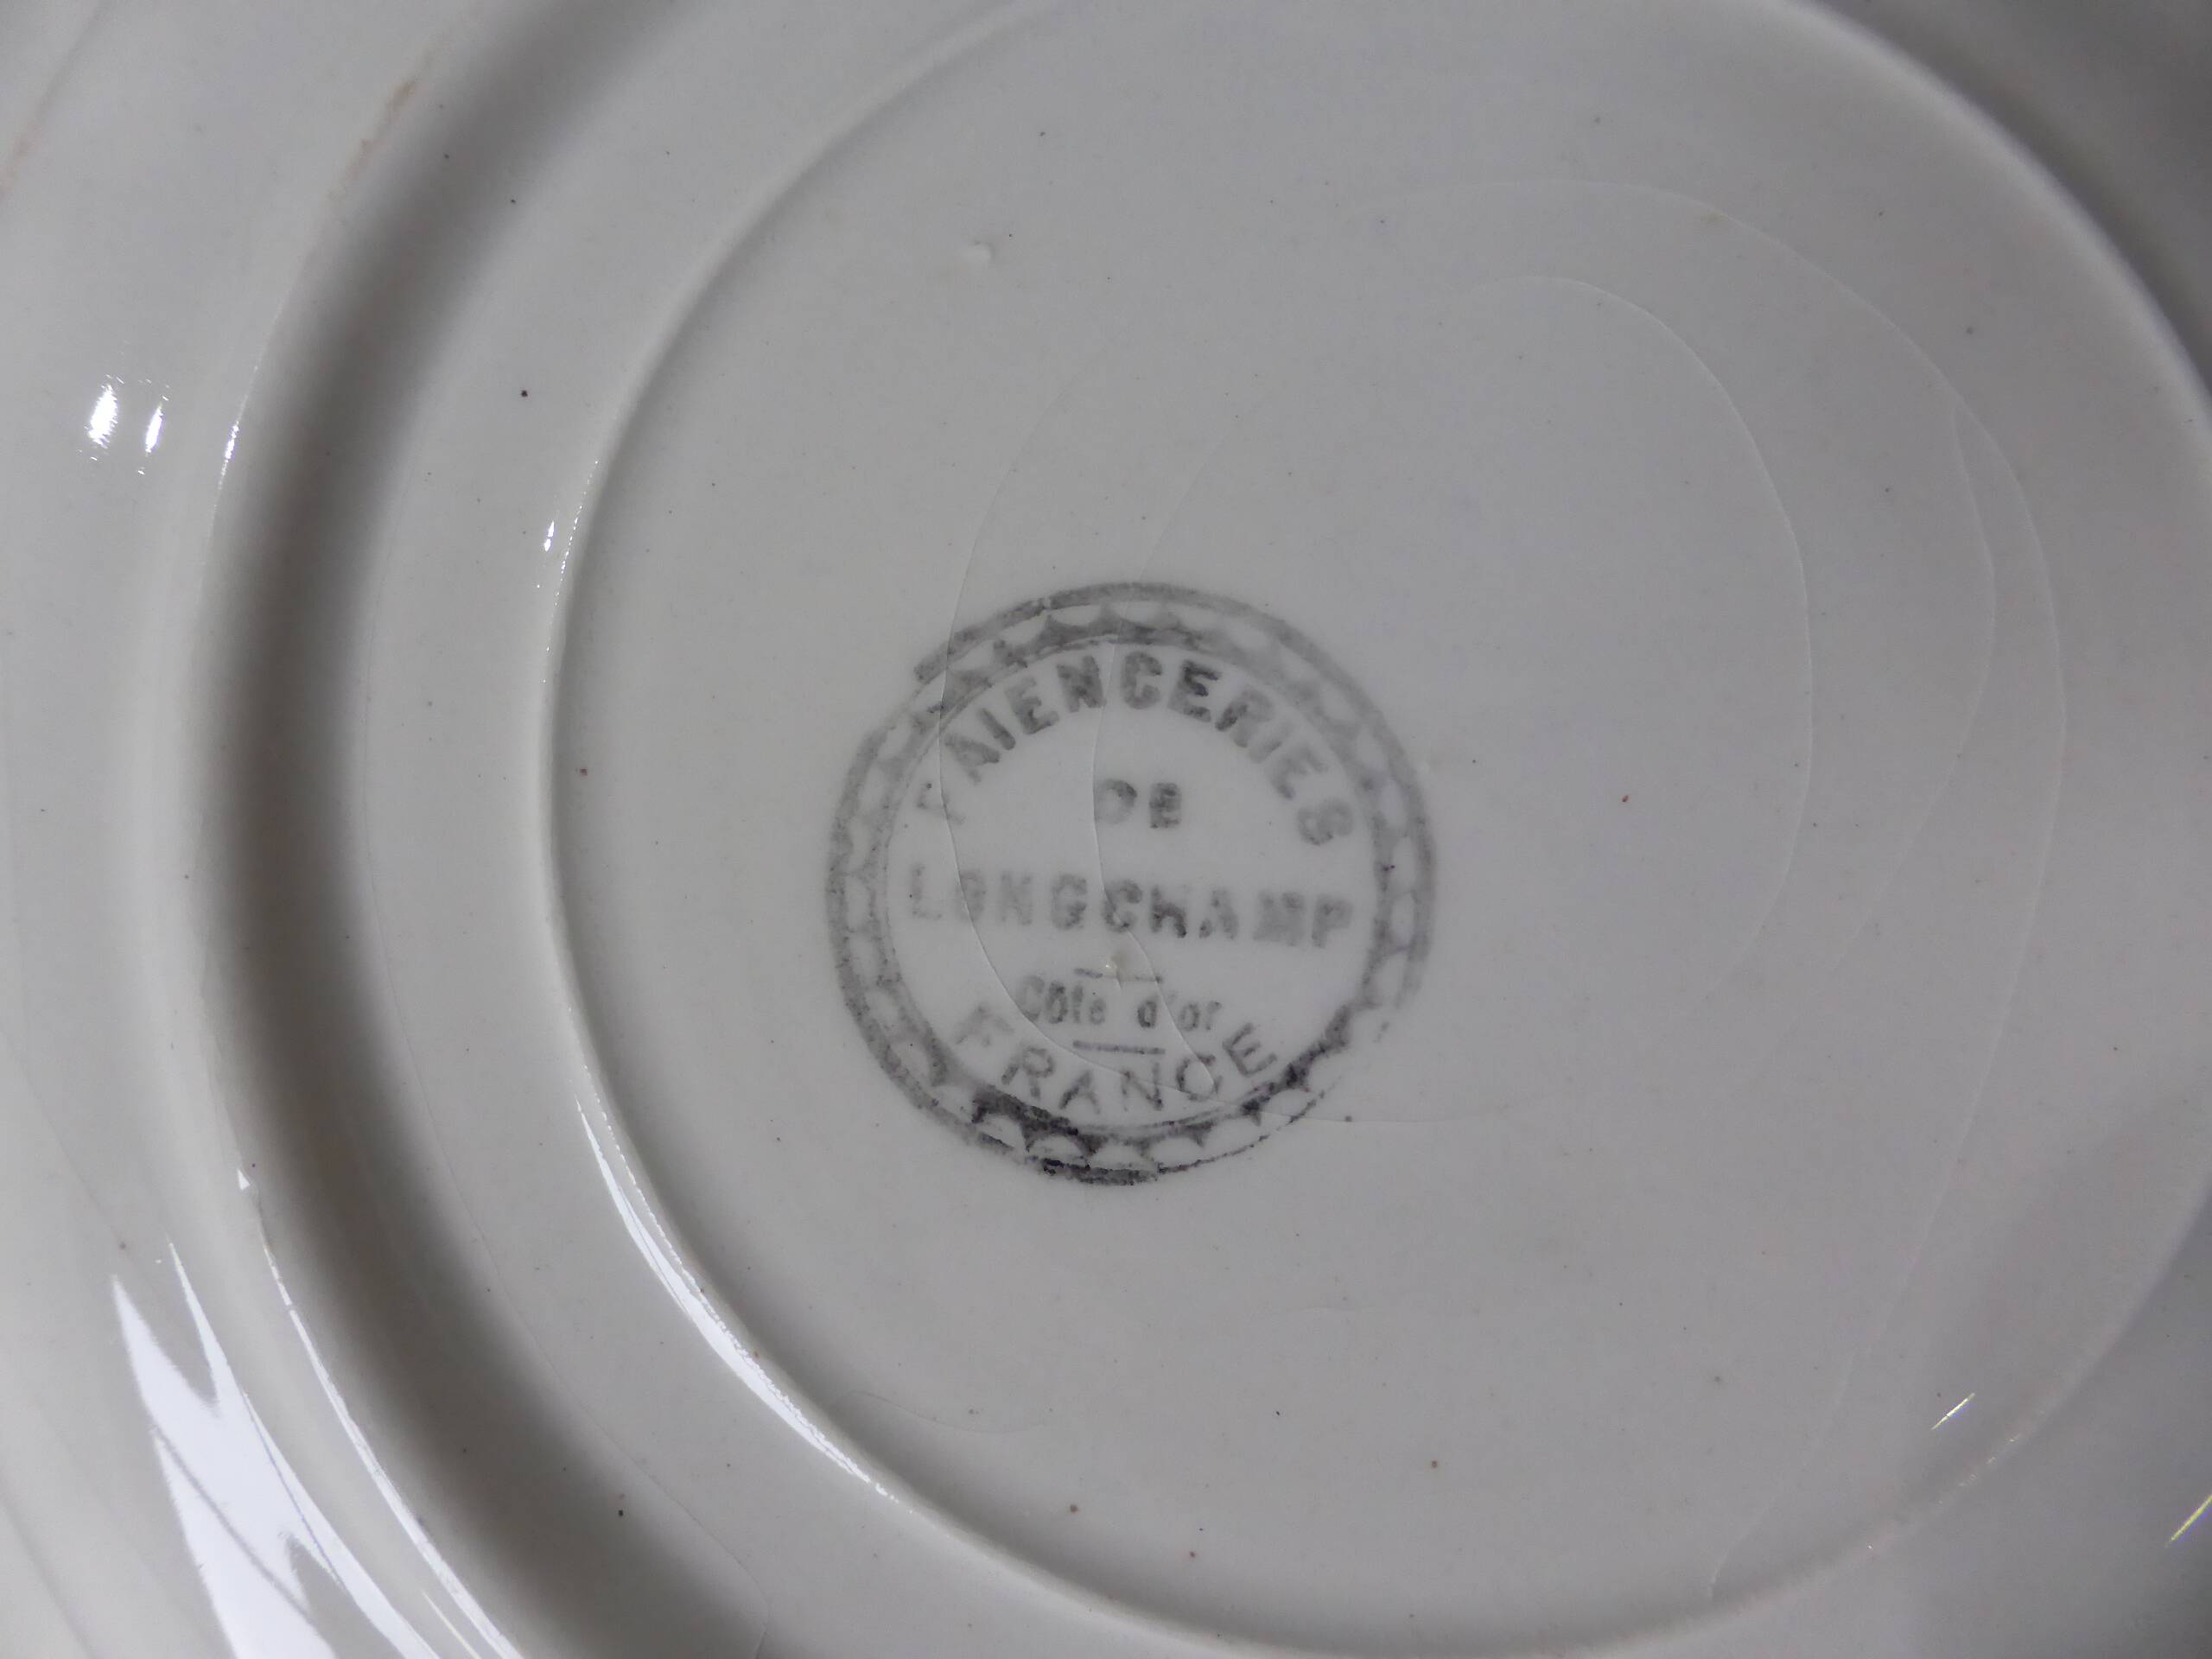 FAIENCERIES
DE
LONGCHAMP
Côte d'or
FRANCE